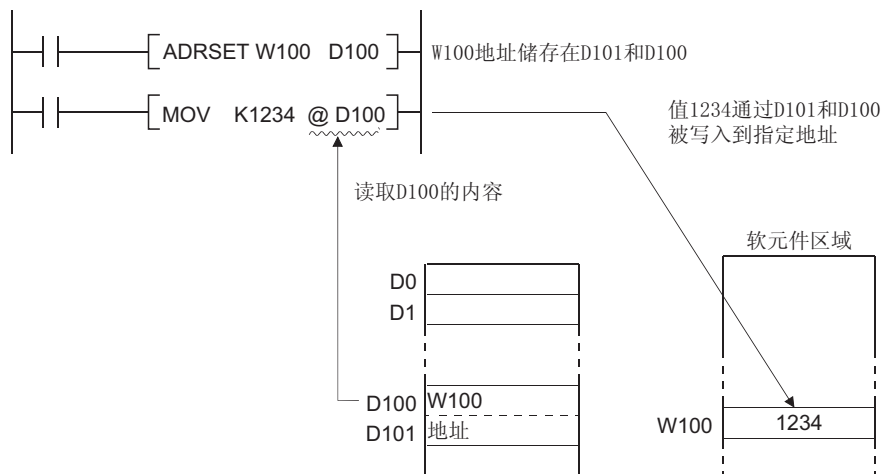 ADRSET W100 D100
W100地址储存在D101和D100
MOV K1234 @ D100
值1234通过D101和D100
被写入到指定地址
读取D100的内容
软元件区域
D0
D1
D100 W100
D101 地址
W100 1234